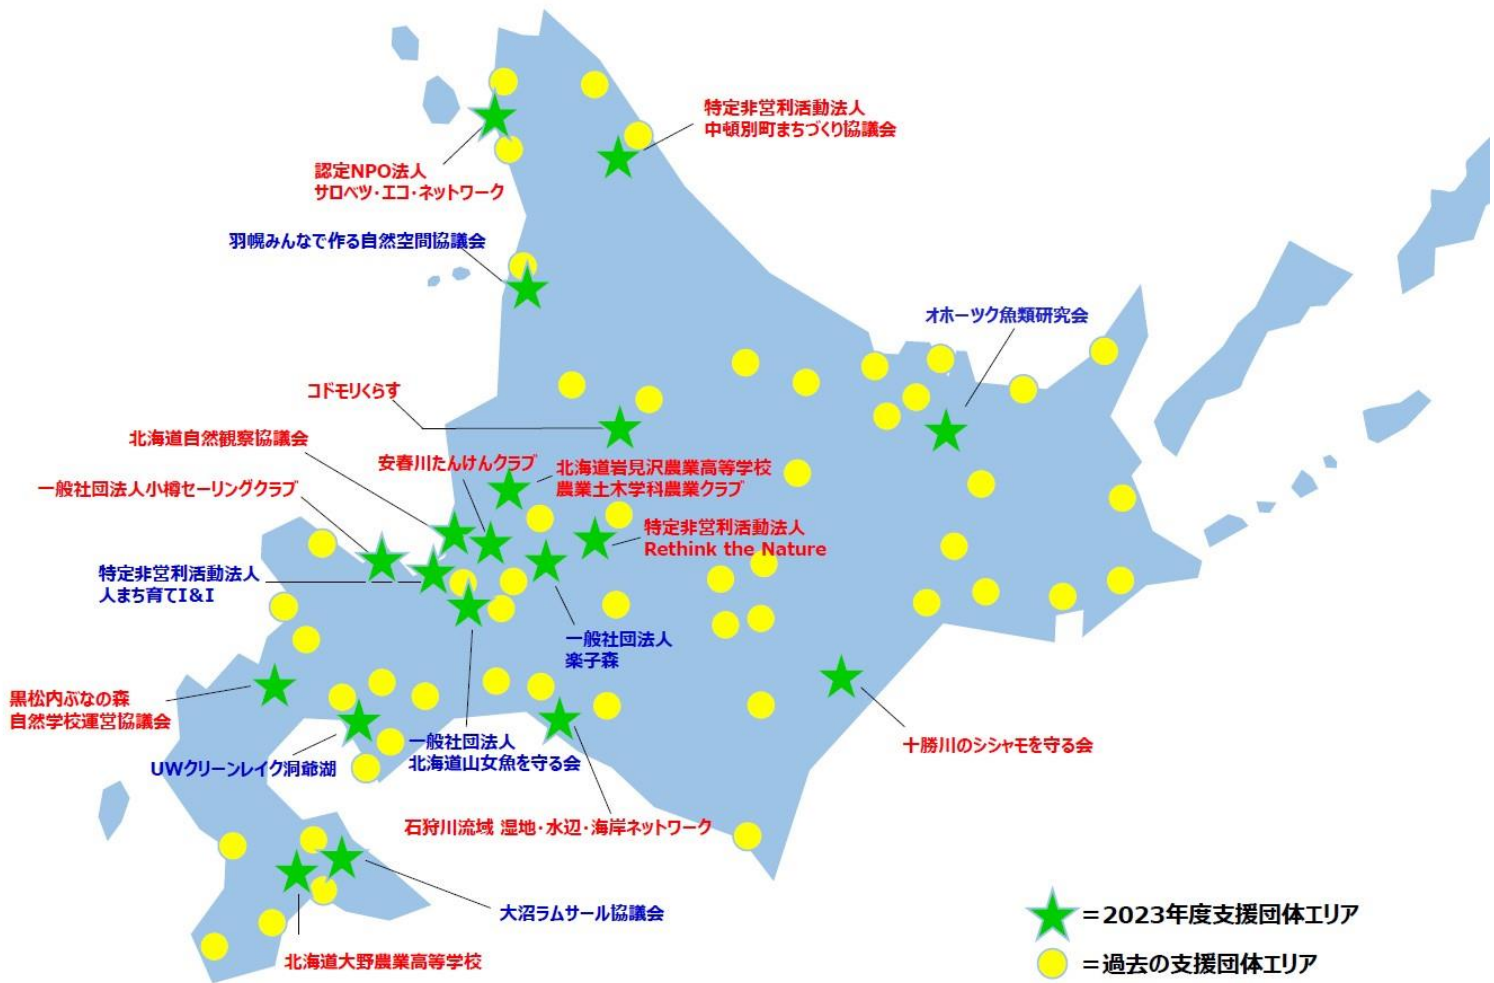 特定非営利活動法人
中頓別町まちづくり協議会
認定NPO法人
サロベツ・エコ・ネットワーク
羽幌みんなで作る自然空間協議会
オホーツク魚類研究会
コドモリくらす
北海道自然観察協議会
安春川たんけんクラブ
北海道岩見沢農業高等学校
農業土木学科農業クラブ
一般社団法人小樽セーリングクラブ
特定非営利活動法人
Rethink the Nature
特定非営利活動法人
人まち育てI&I
一般社団法人
楽子森
黒松内ぶなの森
自然学校運営協議会
一般社団法人
北海道山女魚を守る会
十勝川のシシャモを守る会
UWクリーンレイク洞爺湖
石狩川流域 湿地・水辺・海岸ネットワーク
大沼ラムサール協議会
北海道大野農業高等学校
=2023年度支援団体エリア
=過去の支援団体エリア